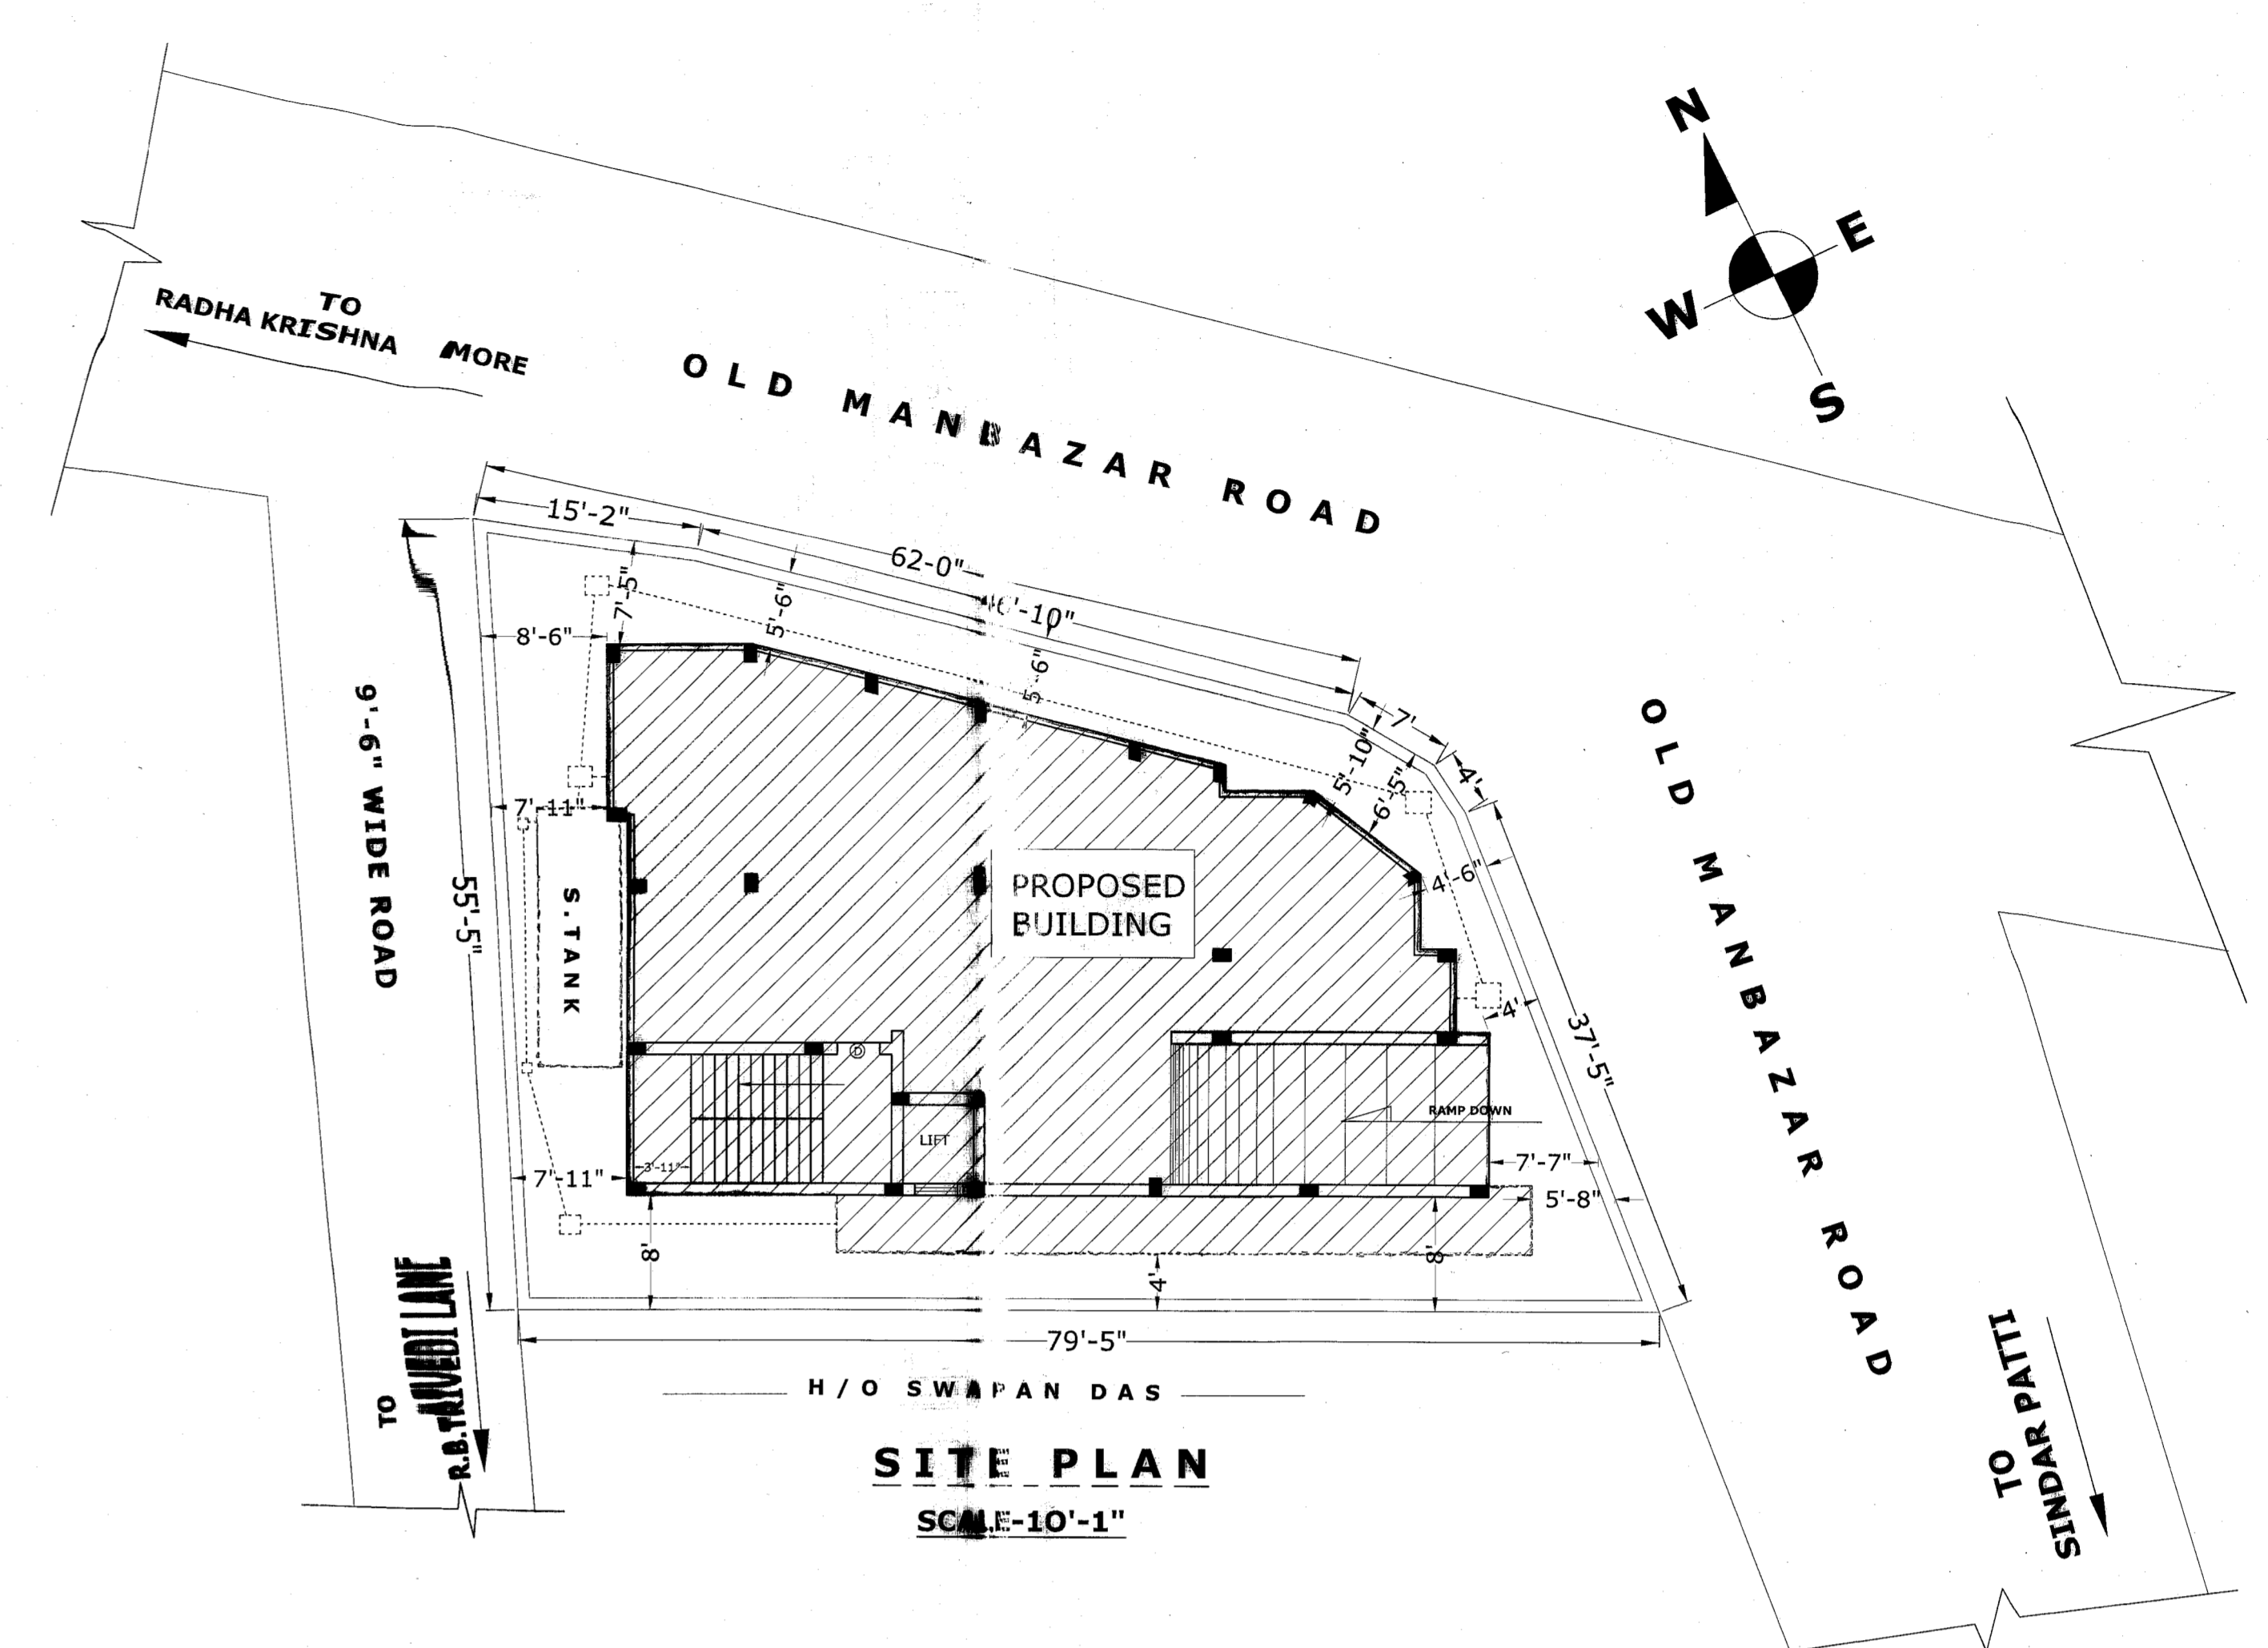 N
E
W
S
TO
RADHA KRISHNA MORE
OLD MANBAZAR ROAD
15'-2"
62-0"
'-10"
7'-5"
5'-6"
5'-6"
8'-6"
7'
4'
5'-10"
6'-5"
4'-6"
4'
37'-5"
OLD MANBAZAR ROAD
9'-6" WIDE ROAD
55'-5"
7'-11"
S.TANK
PROPOSED
BUILDING
D
LIFT
RAMP DOWN
3'-11"
7'-11"
7'-7"
5'-8"
8'
4'
8'
79'-5"
TO
R.B.TRIVEDI LANE
H/O SWAPAN DAS
SITE PLAN
SCALE-10'-1"
TO
SINDAR PATTI